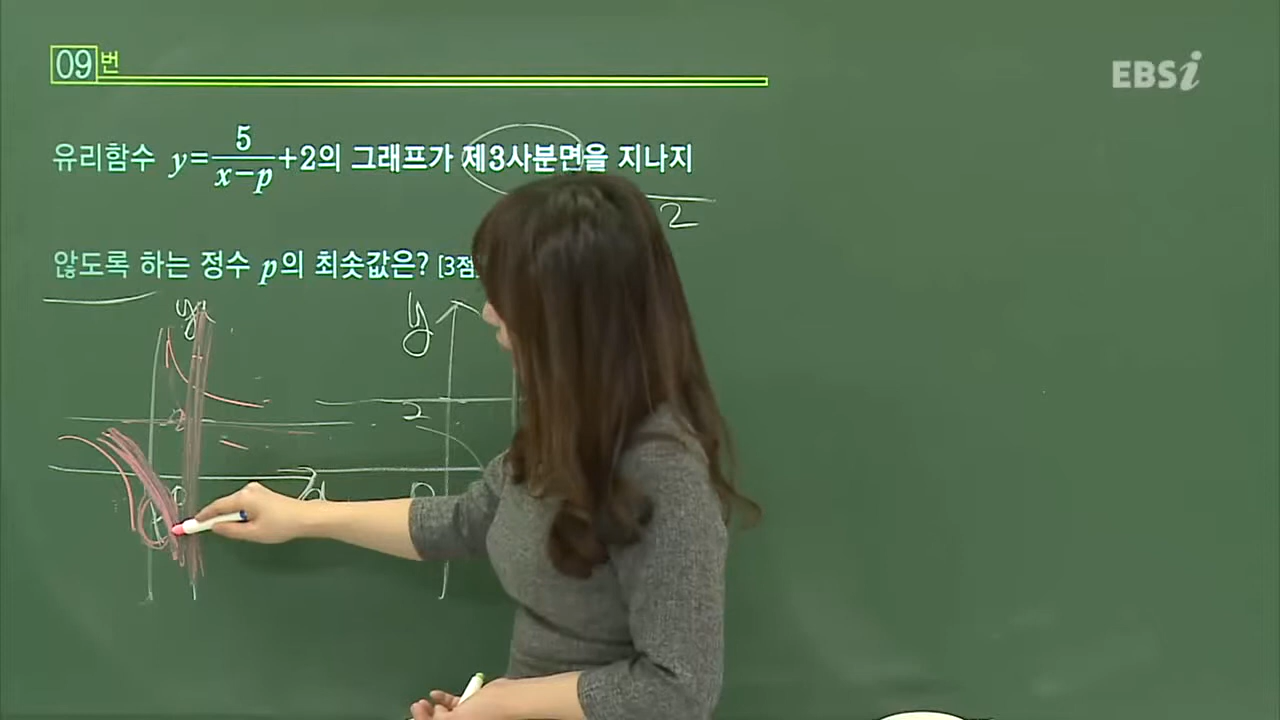 09번
EBSi
유리함수 y=5/(x-p)+2의 그래프가 제3사분면을 지나지
2
않도록 하는 정수 p의 최솟값은? [3점]
y
y
2